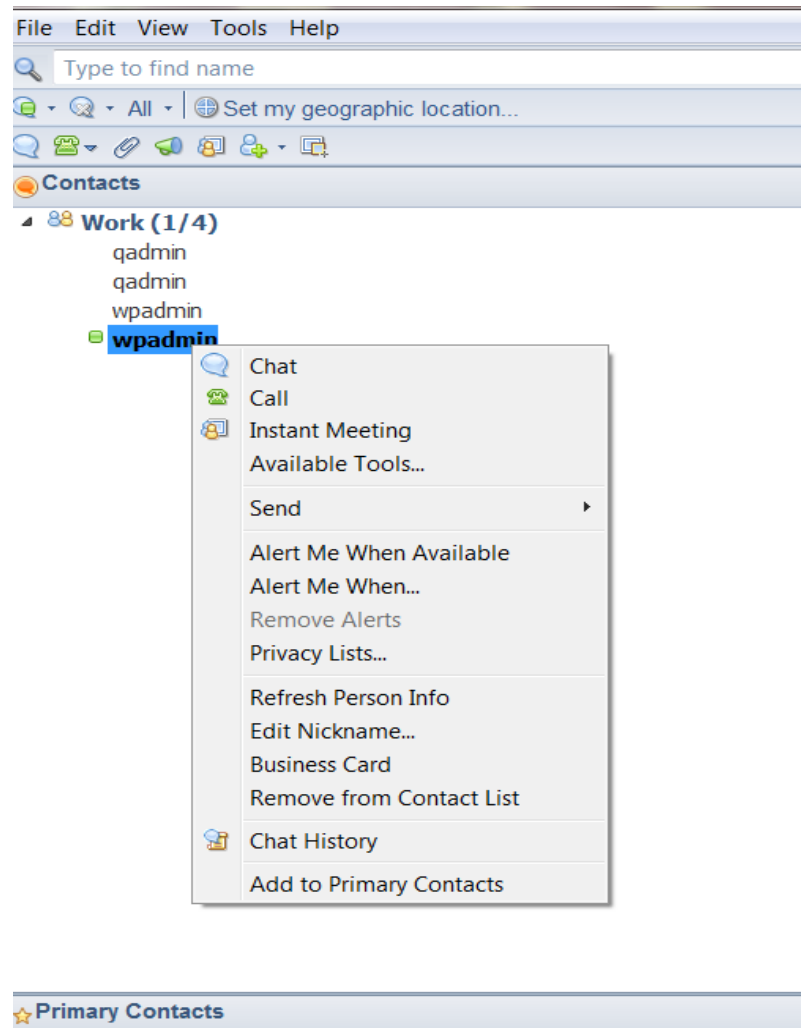 File Edit View Tools Help
Type to find name
All Set my geographic location...
Contacts
Work (1/4)
qadmin
qadmin
wpadmin
wpadmin
Chat
Call
Instant Meeting
Available Tools...
Send
Alert Me When Available
Alert Me When...
Remove Alerts
Privacy Lists...
Refresh Person Info
Edit Nickname...
Business Card
Remove from Contact List
Chat History
Add to Primary Contacts
Primary Contacts